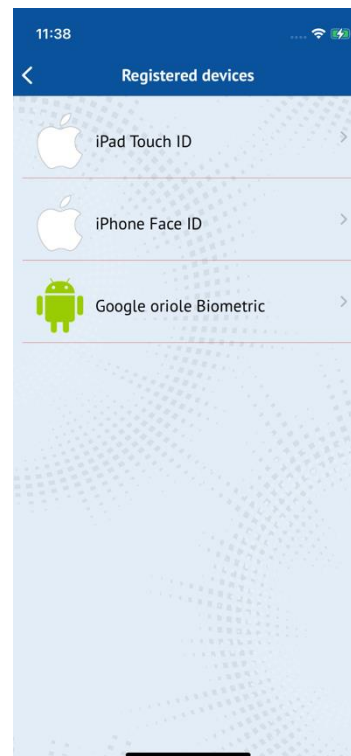 11:38
Registered devices
iPad Touch ID
iPhone Face ID
Google oriole Biometric